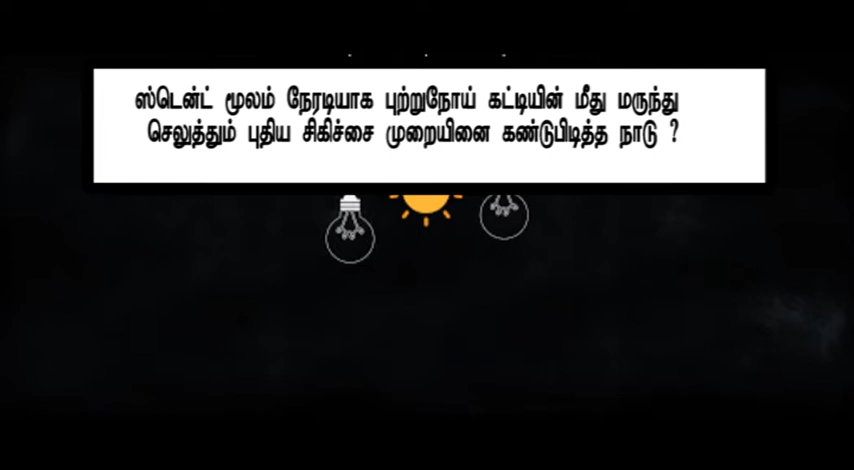 ஸ்டென்ட் மூலம் நேரடியாக புற்றுநோய் கட்டியின் மீது மருந்து
செலுத்தும் புதிய சிகிச்சை முறையினை கண்டுபிடித்த நாடு ?